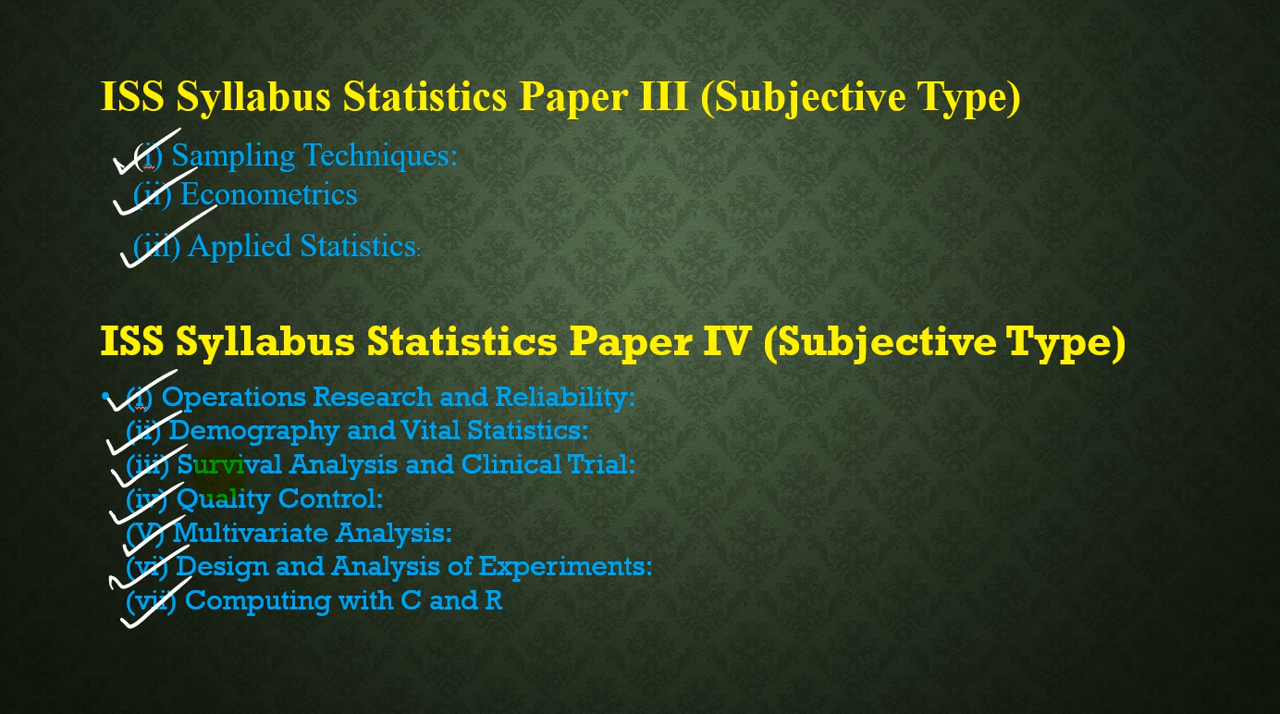 ISS Syllabus Statistics Paper III (Subjective Type)
(i) Sampling Techniques:
(ii) Econometrics
(iii) Applied Statistics:
ISS Syllabus Statistics Paper IV (Subjective Type)
• (i) Operations Research and Reliability:
(ii) Demography and Vital Statistics:
(iii) Survival Analysis and Clinical Trial:
(iv) Quality Control:
(V) Multivariate Analysis:
(vi) Design and Analysis of Experiments:
(vii) Computing with C and R